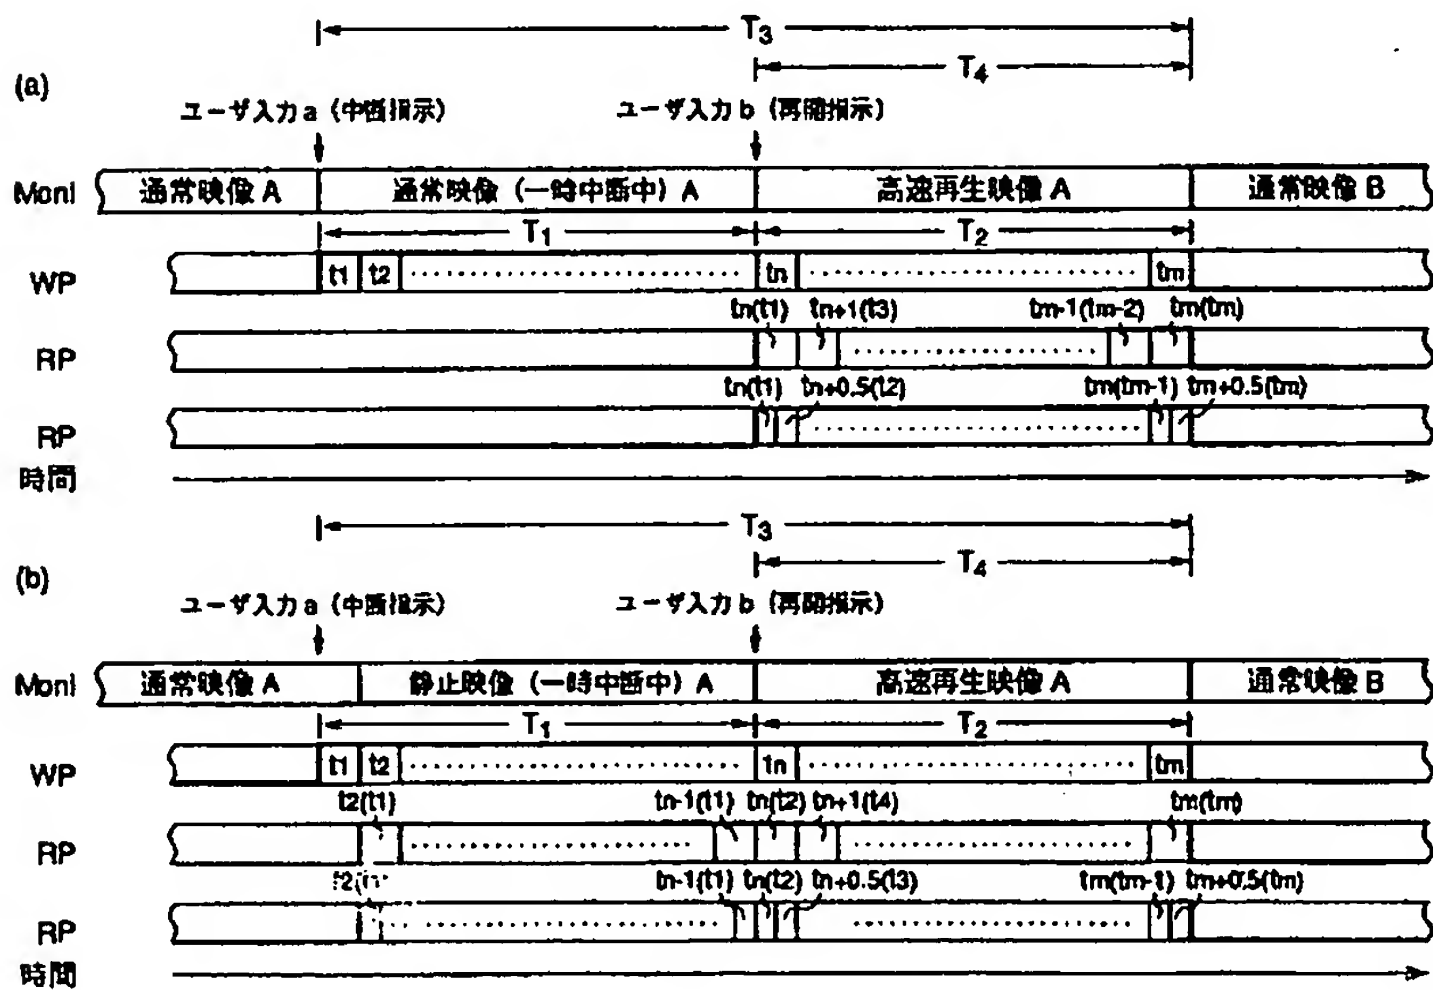 T3
T4
(a)
ユーザ入力 a (中断指示) ユーザ入力 b (再開指示)
Moni 通常映像 A 通常映像 (一時中断中) A 高速再生映像 A 通常映像 B
T1 T2
WP t1 t2 tn tm
tn(t1) tn+1(t3) tm-1(tm-2) tm(tm)
RP
tn(t1) tn+0.5(t2) tm(tm-1) tm+0.5(tm)
RP
時間
T3
T4
(b)
ユーザ入力 a (中断指示) ユーザ入力 b (再開指示)
Moni 通常映像 A 静止映像 (一時中断中) A 高速再生映像 A 通常映像 B
T1 T2
WP t1 t2 tn tm
t2(t1) tn-1(t1) tn(t2) tn+1(t4) tm(tm)
RP
tn-1(t1) tn(t2) tn+0.5(t3) tm(tm-1) tm+0.5(tm)
RP
時間